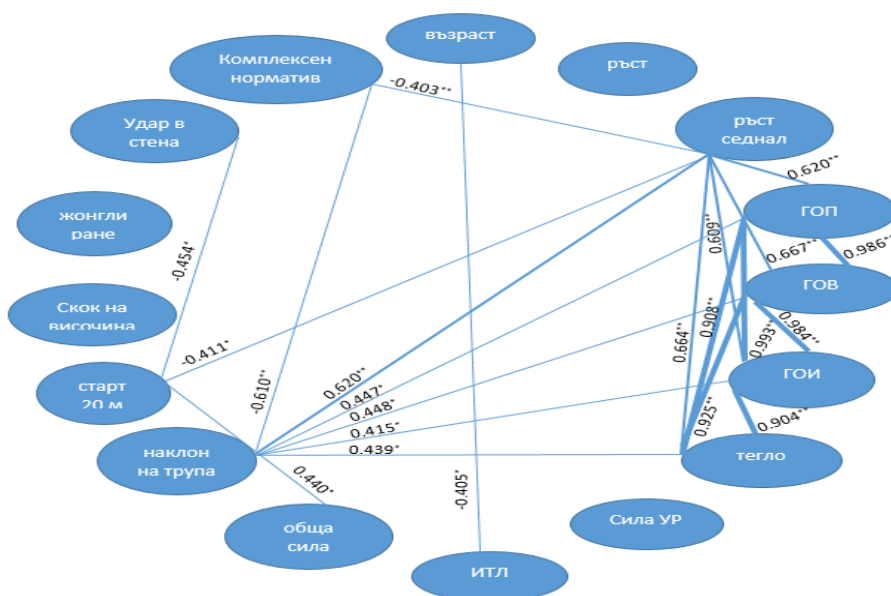 възраст
Комплексен
норматив
ръст
-0.403**
ръст
седнал
Удар в
стена
0.620**
ГОП
жонгли
ране
0.609**
0.667**
0.986**
-0.454*
ГОВ
Скок на
височина
0.908**
0.664**
0.993**
0.984**
-0.411*
старт
20 м
-0.610**
0.620**
0.447*
0.448*
0.415*
0.439*
0.925**
ГОИ
0.904**
наклон
на трупа
тегло
0.440*
-0.405*
обща
сила
Сила УР
ИТЛ